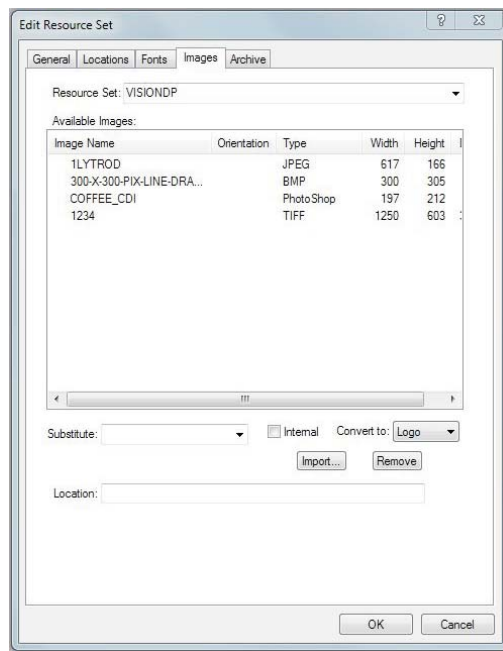 Edit Resource Set
General Locations Fonts Images Archive
Resource Set: VISIONDP
Available Images:
Image Name Orientation Type Width Height
1LYTROD JPEG 617 166
300-X-300-PIX-LINE-DRA... BMP 300 305
COFFEE_CDI PhotoShop 197 212
1234 TIFF 1250 603
Substitute: Internal Convert to: Logo
Import... Remove
Location:
OK Cancel